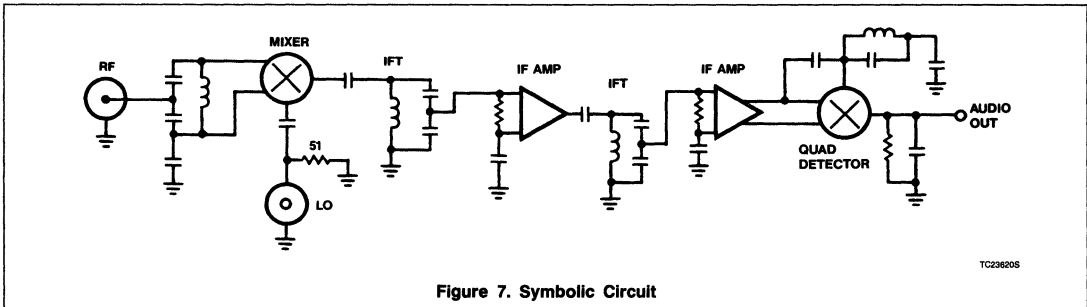 RF
MIXER
IFT
IF AMP
IFT
IF AMP
51
LO
QUAD
DETECTOR
AUDIO
OUT
TC23620S
Figure 7. Symbolic Circuit